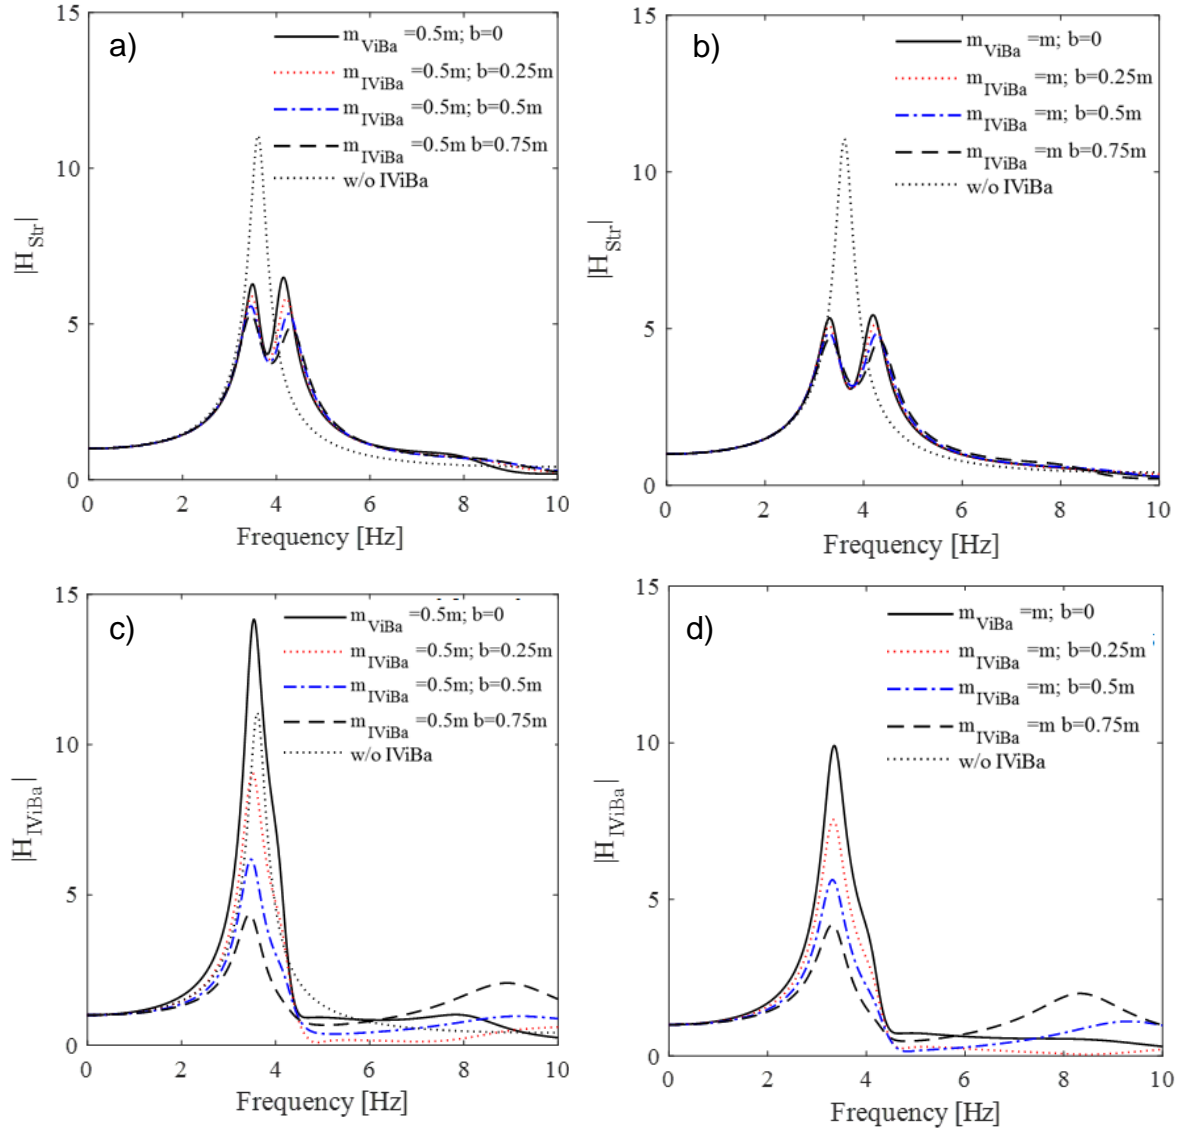 a)
15
10
5
0
0 2 4 6 8 10
|H_Str|
Frequency [Hz]
m_ViBa =0.5m; b=0
m_IViBa =0.5m; b=0.25m
m_IViBa =0.5m; b=0.5m
m_IViBa =0.5m b=0.75m
w/o IViBa
b)
15
10
5
0
0 2 4 6 8 10
|H_Str|
Frequency [Hz]
m_ViBa =m; b=0
m_IViBa =m; b=0.25m
m_IViBa =m; b=0.5m
m_IViBa =m b=0.75m
w/o IViBa
c)
15
10
5
0
0 2 4 6 8 10
|H_IViBa|
Frequency [Hz]
m_ViBa =0.5m; b=0
m_IViBa =0.5m; b=0.25m
m_IViBa =0.5m; b=0.5m
m_IViBa =0.5m b=0.75m
w/o IViBa
d)
15
10
5
0
0 2 4 6 8 10
|H_IViBa|
Frequency [Hz]
m_ViBa =m; b=0
m_IViBa =m; b=0.25m
m_IViBa =m; b=0.5m
m_IViBa =m b=0.75m
w/o IViBa